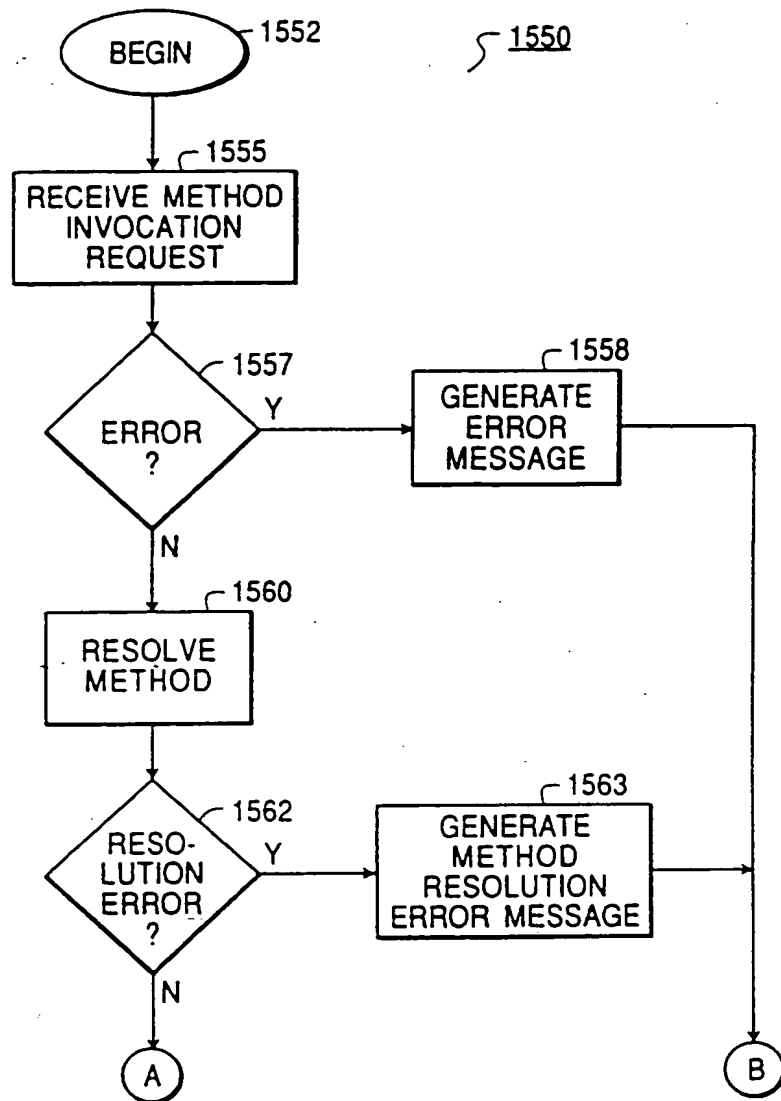 BEGIN
1552
1550
1555
RECEIVE METHOD
INVOCATION
REQUEST
1557
ERROR
?
Y
N
1558
GENERATE
ERROR
MESSAGE
1560
RESOLVE
METHOD
1562
RESO-
LUTION
ERROR
?
Y
N
1563
GENERATE
METHOD
RESOLUTION
ERROR MESSAGE
A
B